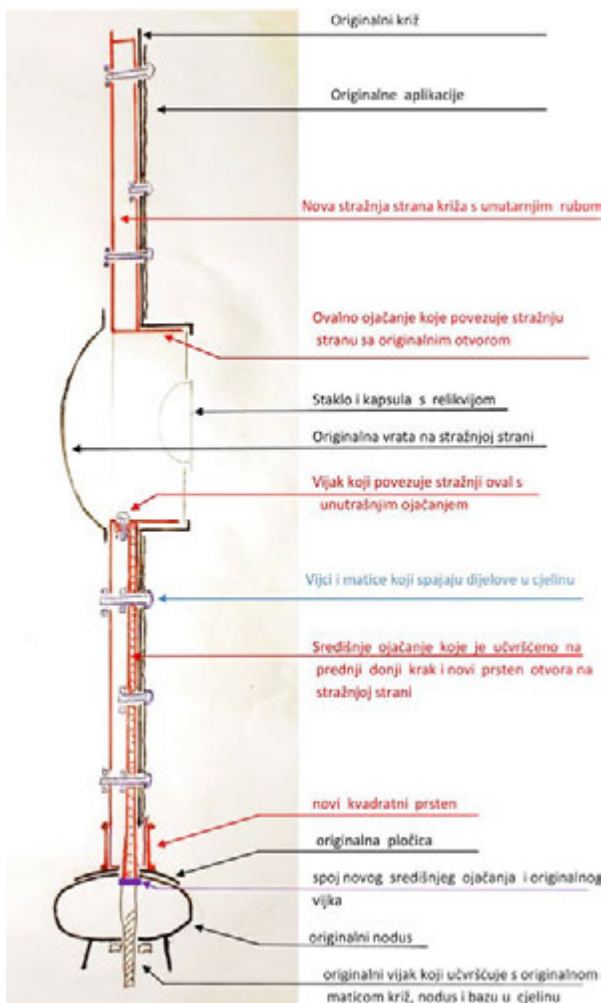 Originalni križ
Originalne aplikacije
Nova stražnja strana križa s unutarnjim rubom
Ovalno ojačanje koje povezuje stražnju
stranu sa originalnim otvorom
Staklo i kapsula s relikvijom
Originalna vrata na stražnjoj strani
Vijak koji povezuje stražnji oval s
unutrašnjim ojačanjem
Vijci i matice koji spajaju dijelove u cjelinu
Središnje ojačanje koje je učvršćeno na
prednji donji krak i novi prsten otvora na
stražnjoj strani
novi kvadratni prsten
originalna pločica
spoj novog središnjeg ojačanja i originalnog
vijka
originalni nodus
originalni vijak koji učvršćuje s originalnom
maticom križ, nodus i bazu u cjelinu